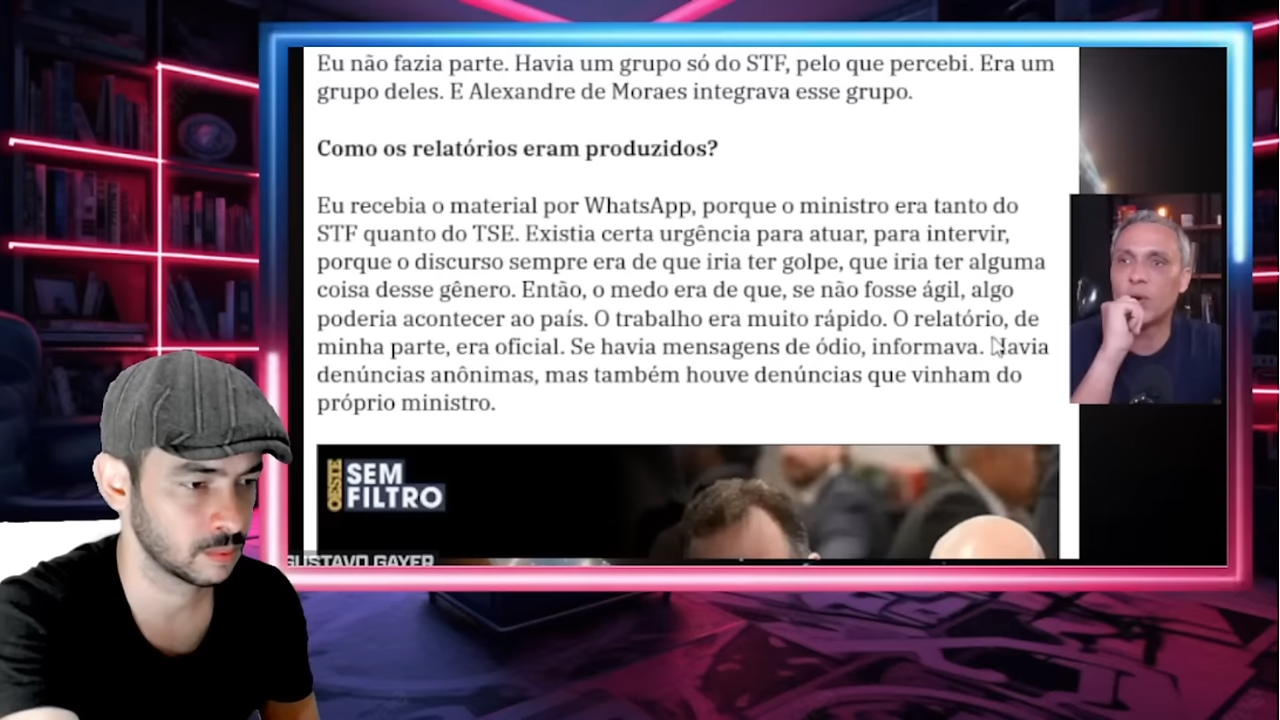 Eu não fazia parte. Havia um grupo só do STF, pelo que percebi. Era um
grupo deles. E Alexandre de Moraes integrava esse grupo.
Como os relatórios eram produzidos?
Eu recebia o material por WhatsApp, porque o ministro era tanto do
STF quanto do TSE. Existia certa urgência para atuar, para intervir,
porque o discurso sempre era de que iria ter golpe, que iria ter alguma
coisa desse gênero. Então, o medo era de que, se não fosse ágil, algo
poderia acontecer ao país. O trabalho era muito rápido. O relatório, de
minha parte, era oficial. Se havia mensagens de ódio, informava. Havia
denúncias anônimas, mas também houve denúncias que vinham do
próprio ministro.
OESTE
SEM
FILTRO
GUSTAVO GAYER